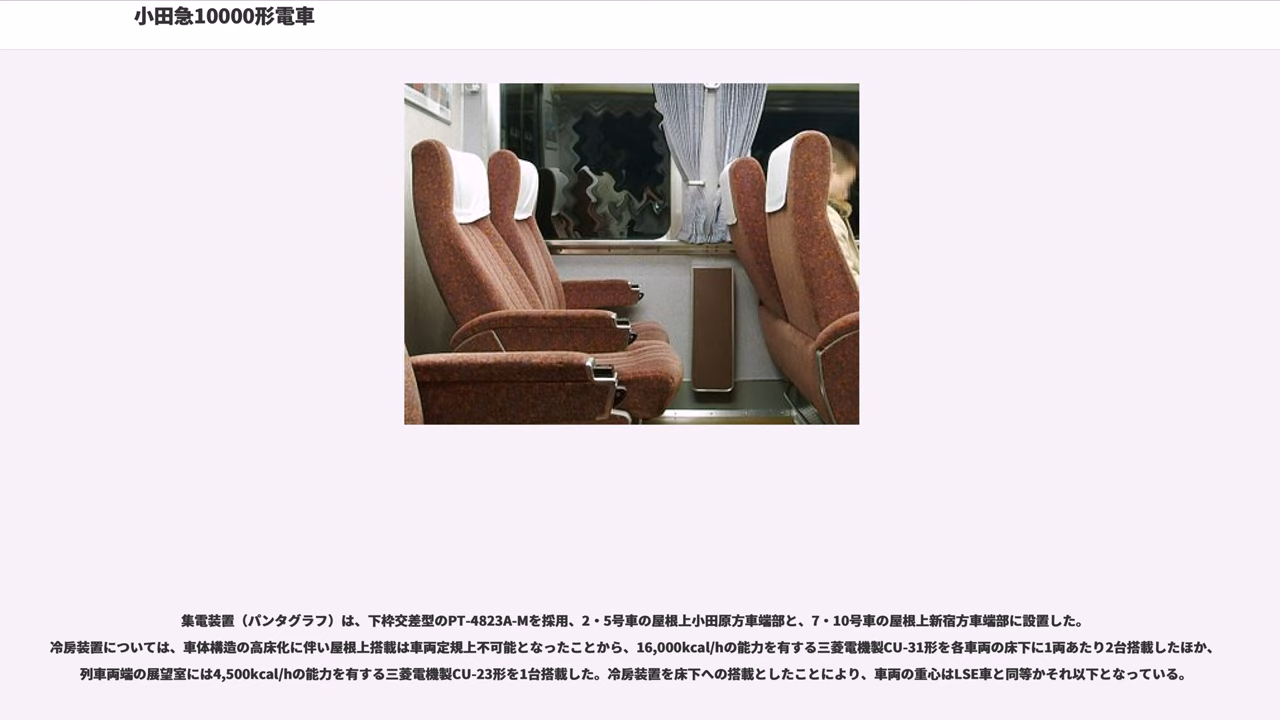 小田急10000形電車
集電装置（パンタグラフ）は、下枠交差型のPT-4823A-Mを採用、2・5号車の屋根上小田原方車端部と、7・10号車の屋根上新宿方車端部に設置した。
冷房装置については、車体構造の高床化に伴い屋根上搭載は車両定規上不可能となったことから、16,000kcal/hの能力を有する三菱電機製CU-31形を各車両の床下に1両あたり2台搭載したほか、
列車両端の展望室には4,500kcal/hの能力を有する三菱電機製CU-23形を1台搭載した。冷房装置を床下への搭載としたことにより、車両の重心はLSE車と同等かそれ以下となっている。